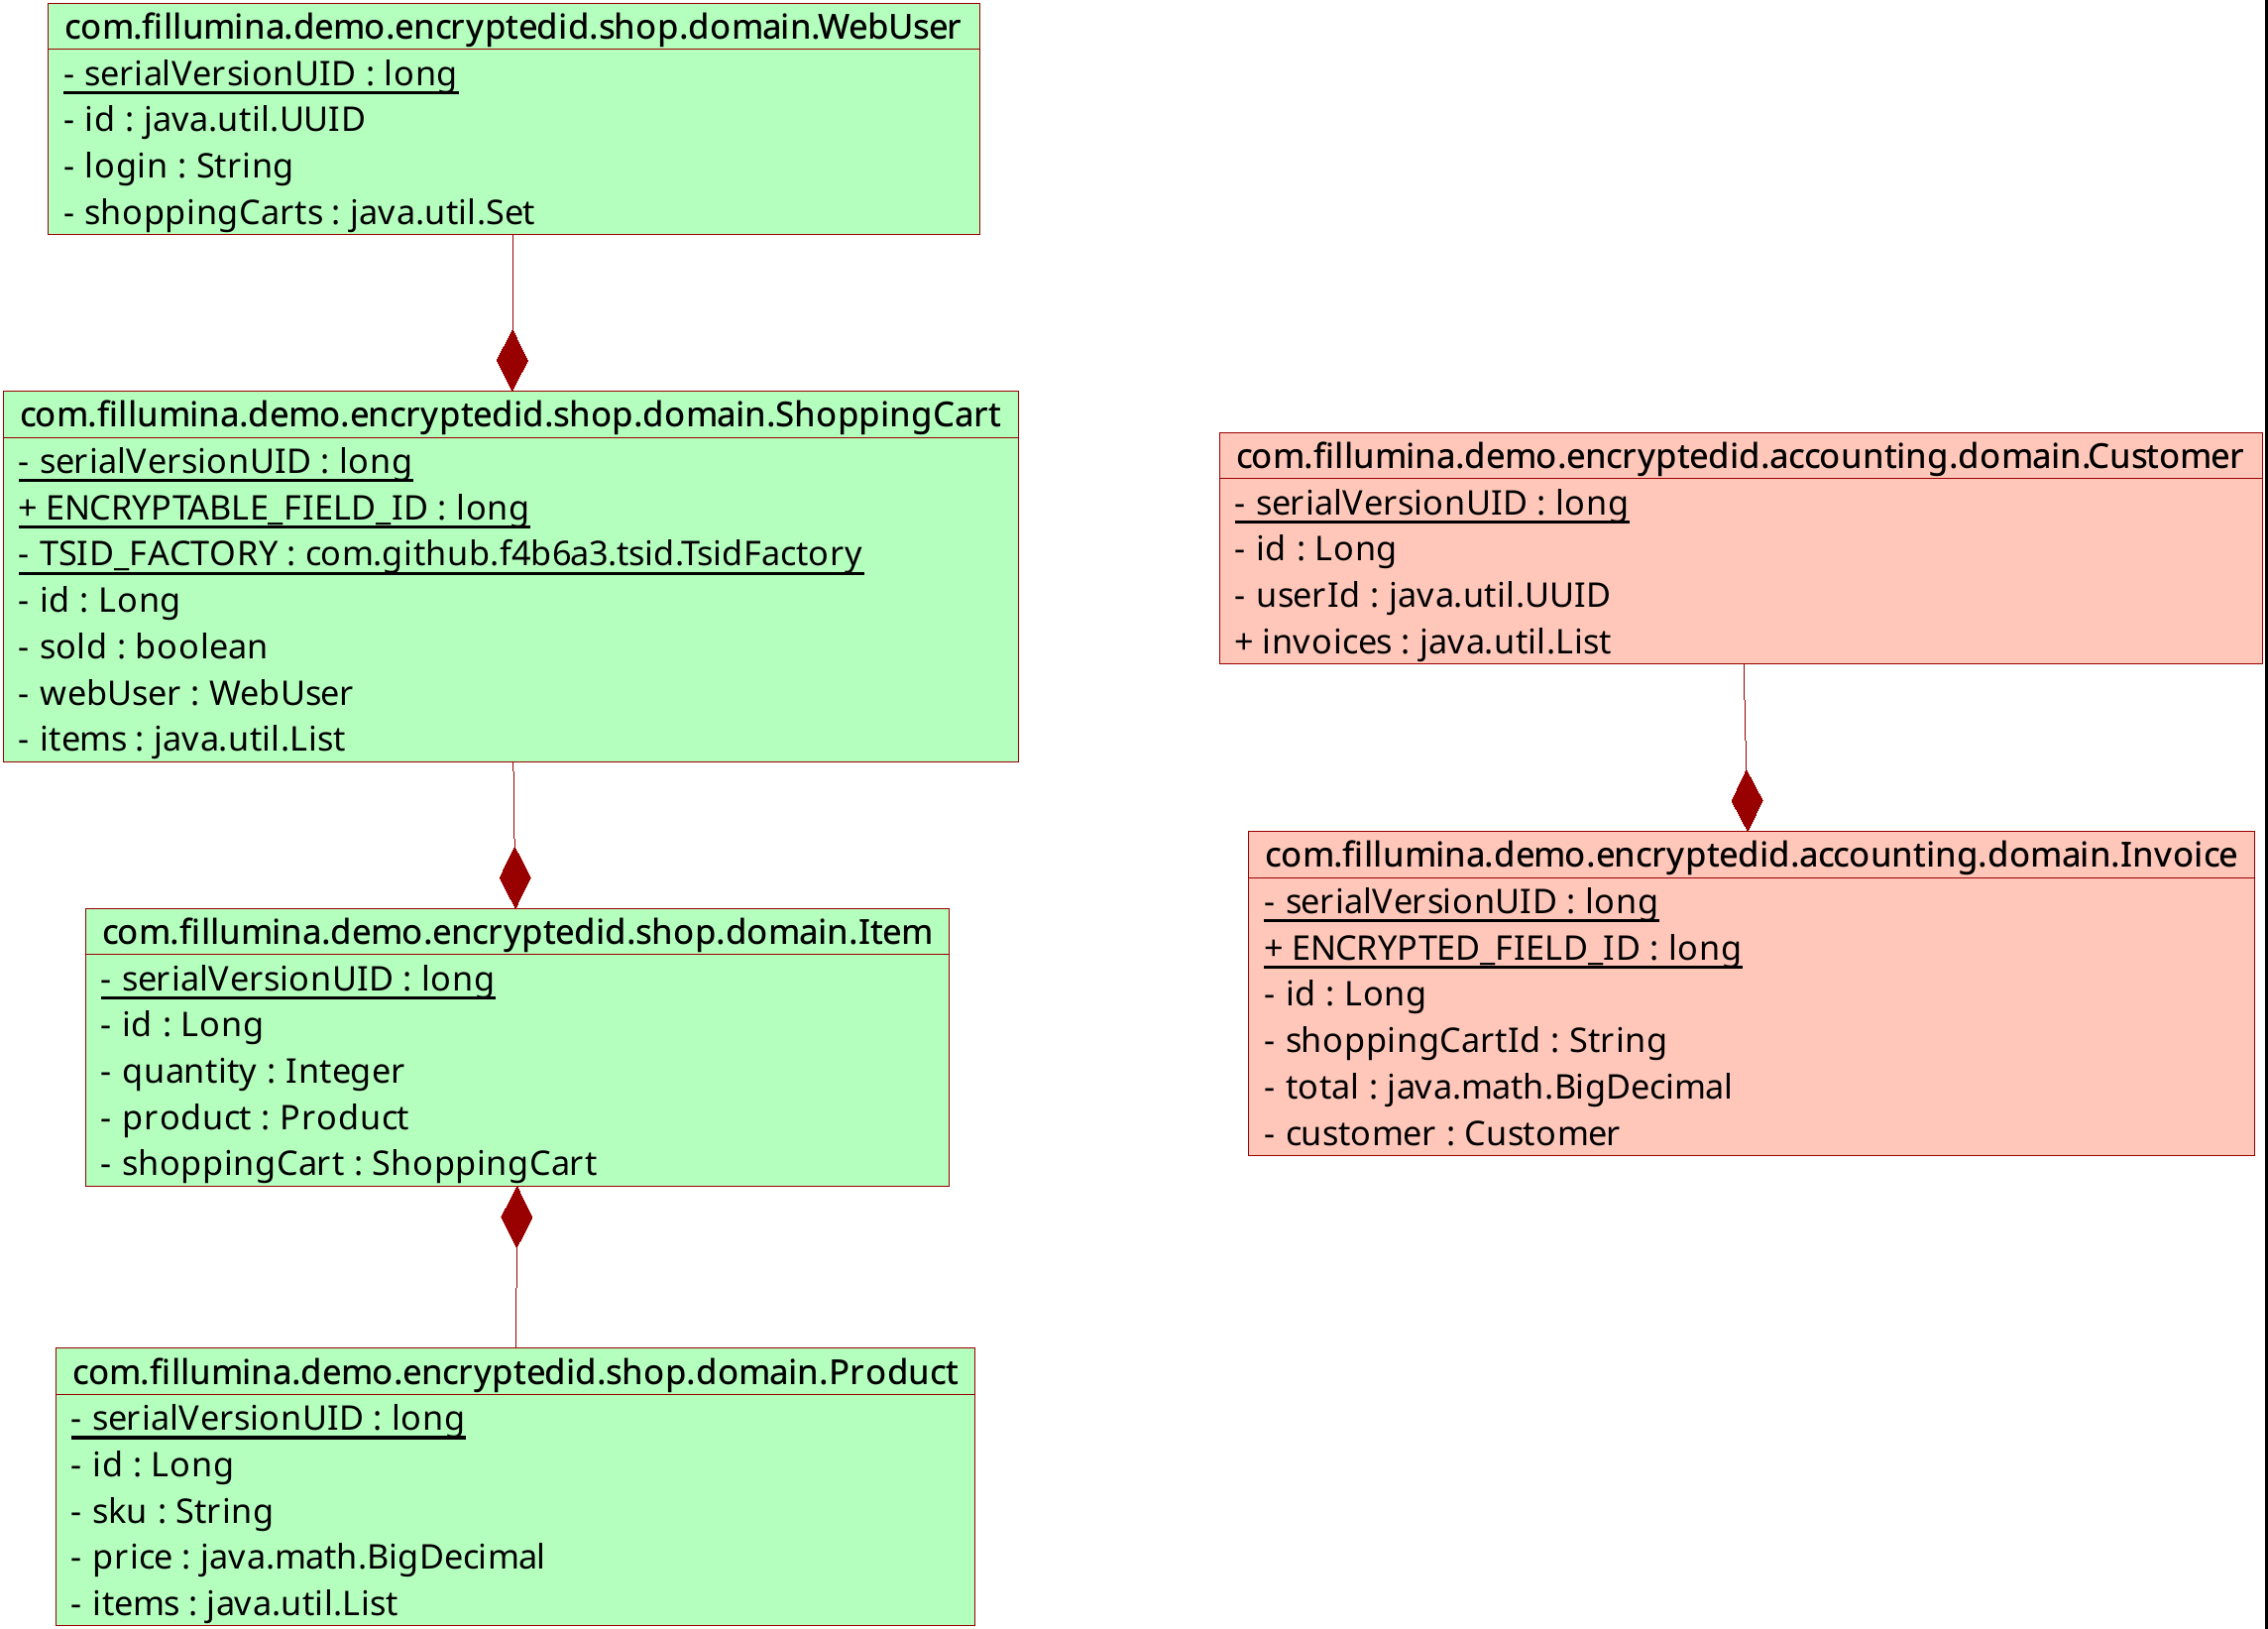 com.fillumina.demo.encryptedid.shop.domain.WebUser
- serialVersionUID : long
- id : java.util.UUID
- login : String
- shoppingCarts : java.util.Set
com.fillumina.demo.encryptedid.shop.domain.ShoppingCart
- serialVersionUID : long
+ ENCRYPTABLE_FIELD_ID : long
- TSID_FACTORY : com.github.f4b6a3.tsid.TsidFactory
- id : Long
- sold : boolean
- webUser : WebUser
- items : java.util.List
com.fillumina.demo.encryptedid.shop.domain.Item
- serialVersionUID : long
- id : Long
- quantity : Integer
- product : Product
- shoppingCart : ShoppingCart
com.fillumina.demo.encryptedid.shop.domain.Product
- serialVersionUID : long
- id : Long
- sku : String
- price : java.math.BigDecimal
- items : java.util.List
com.fillumina.demo.encryptedid.accounting.domain.Customer
- serialVersionUID : long
- id : Long
- userId : java.util.UUID
+ invoices : java.util.List
com.fillumina.demo.encryptedid.accounting.domain.Invoice
- serialVersionUID : long
+ ENCRYPTED_FIELD_ID : long
- id : Long
- shoppingCartId : String
- total : java.math.BigDecimal
- customer : Customer